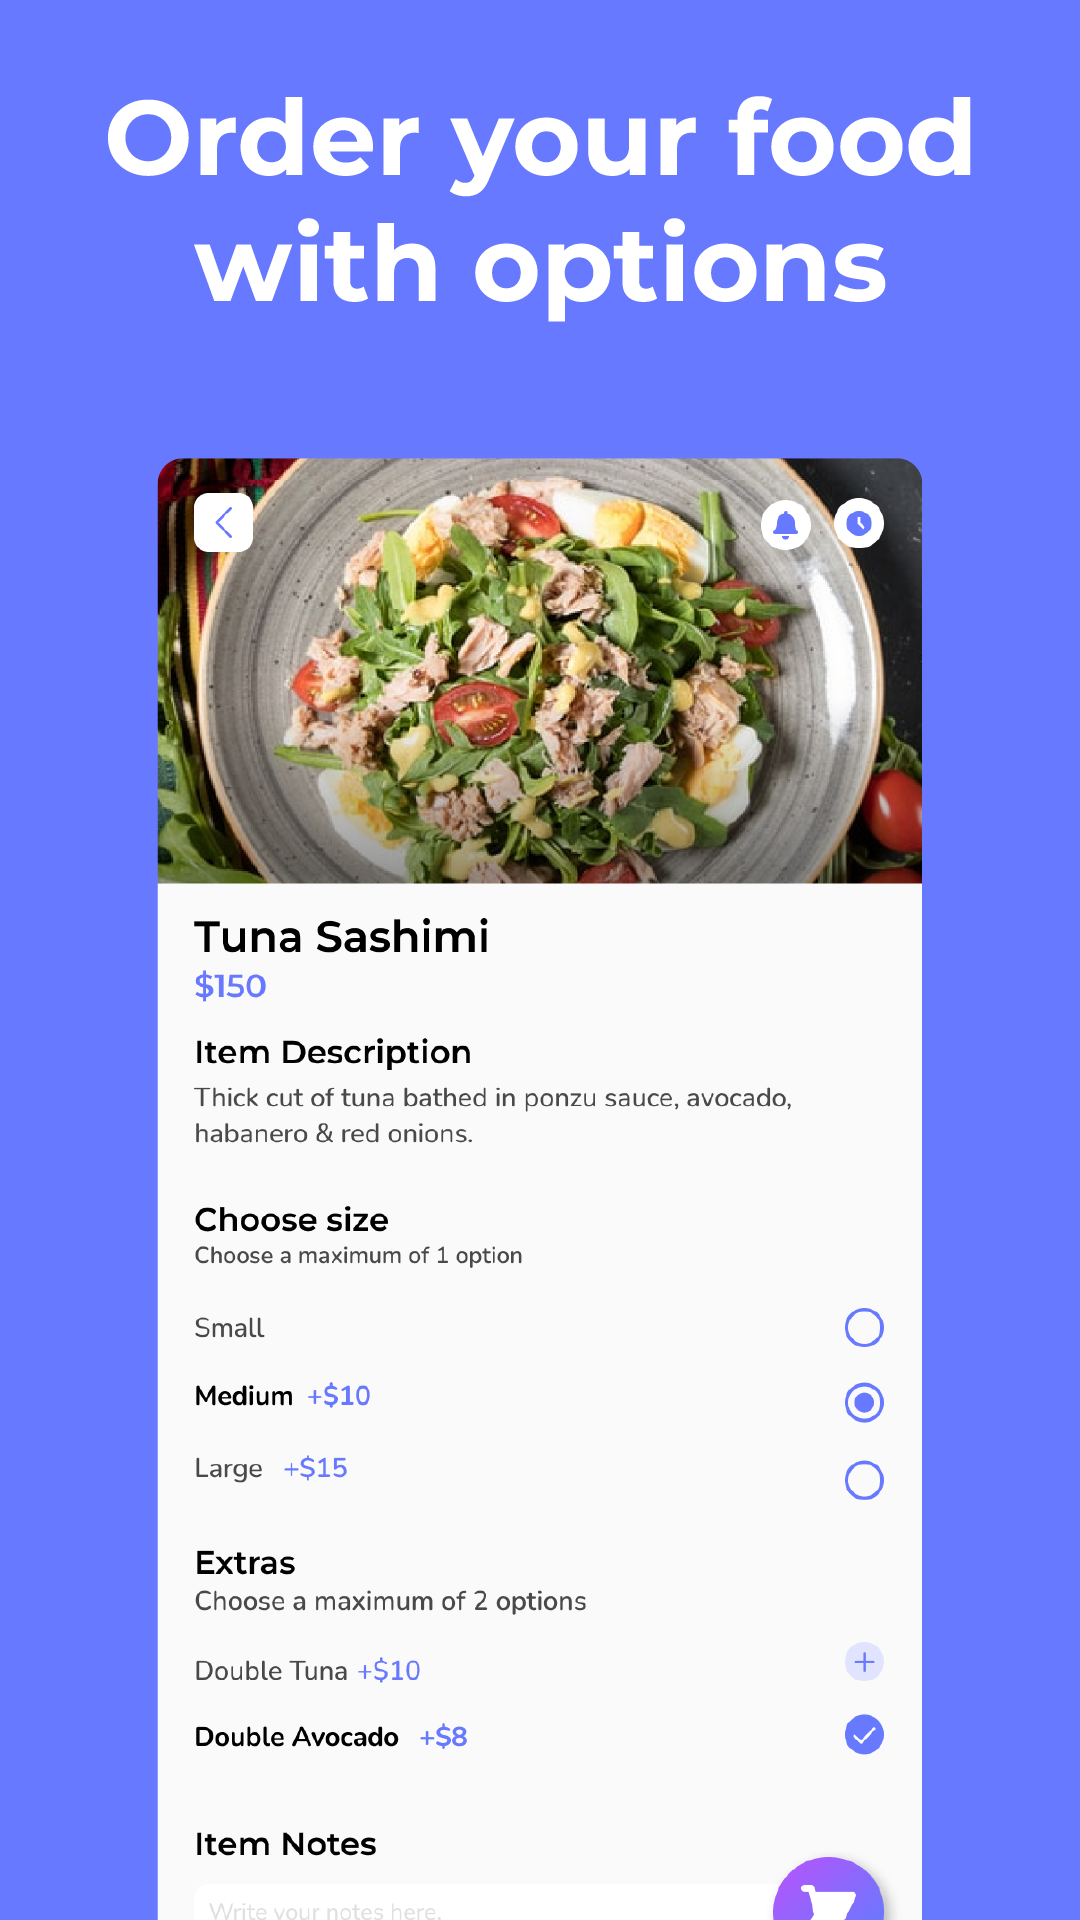 Order your food
with options
Tuna Sashimi
$150
Item Description
Thick cut of tuna bathed in ponzu sauce, avocado,
habanero & red onions.
Choose size
Choose a maximum of 1 option
Small
Medium +$10
Large +$15
Extras
Choose a maximum of 2 options
Double Tuna +$10
Double Avocado +$8
Item Notes
Write your notes here.